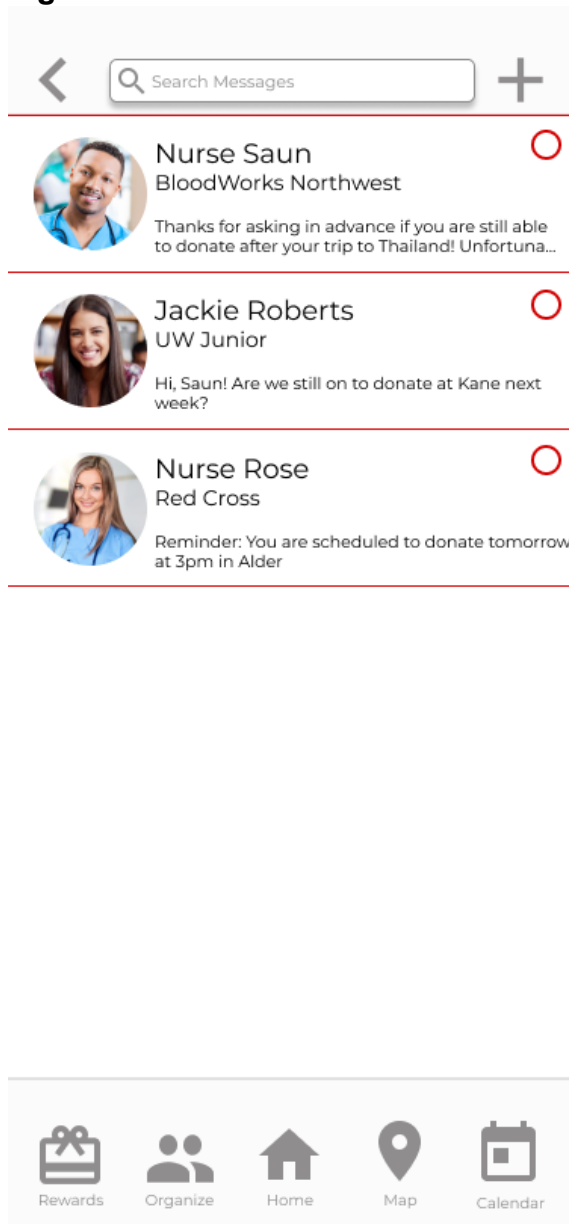 Search Messages
Nurse Saun
BloodWorks Northwest
Thanks for asking in advance if you are still able
to donate after your trip to Thailand! Unfortuna...
Jackie Roberts
UW Junior
Hi, Saun! Are we still on to donate at Kane next
week?
Nurse Rose
Red Cross
Reminder: You are scheduled to donate tomorrow
at 3pm in Alder
Rewards
Organize
Home
Map
Calendar